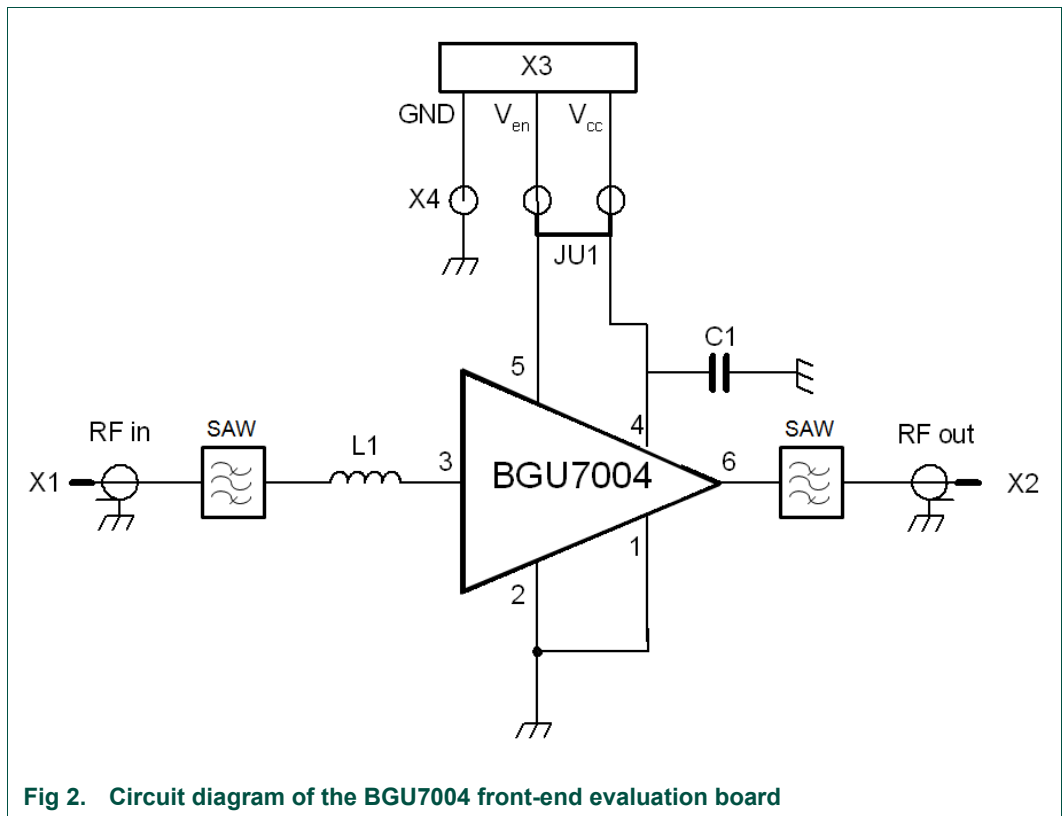 X3
GND Ven Vcc
X4
JU1
C1
5
4
RF in SAW L1 3 BGU7004 6 SAW RF out
X1 X2
1
2
Fig 2. Circuit diagram of the BGU7004 front-end evaluation board